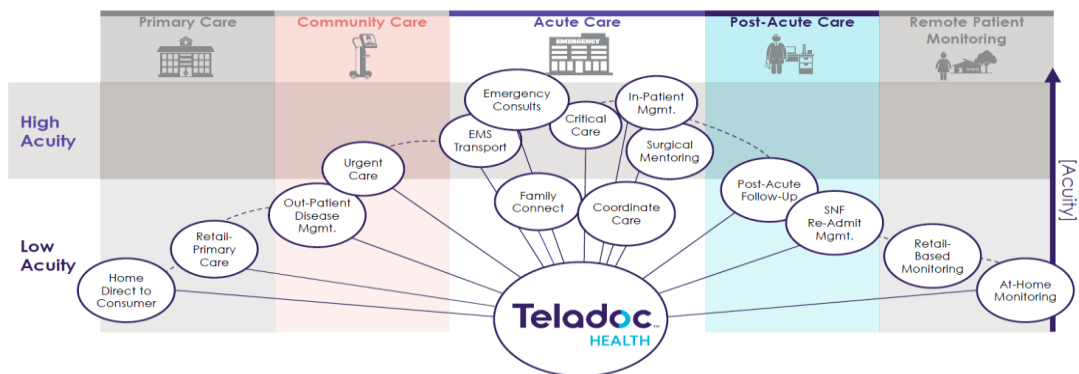 Primary Care
Community Care
Acute Care
Post-Acute Care
Remote Patient
Monitoring
EMERGENCY
High
Acuity
Low
Acuity
[Acuity]
Home
Direct to
Consumer
Retail-
Primary
Care
Out-Patient
Disease
Mgmt.
Urgent
Care
EMS
Transport
Emergency
Consults
Critical
Care
In-Patient
Mgmt.
Surgical
Mentoring
Family
Connect
Coordinate
Care
Post-Acute
Follow-Up
SNF
Re-Admit
Mgmt.
Retail-
Based
Monitoring
At-Home
Monitoring
Teladoc™
HEALTH